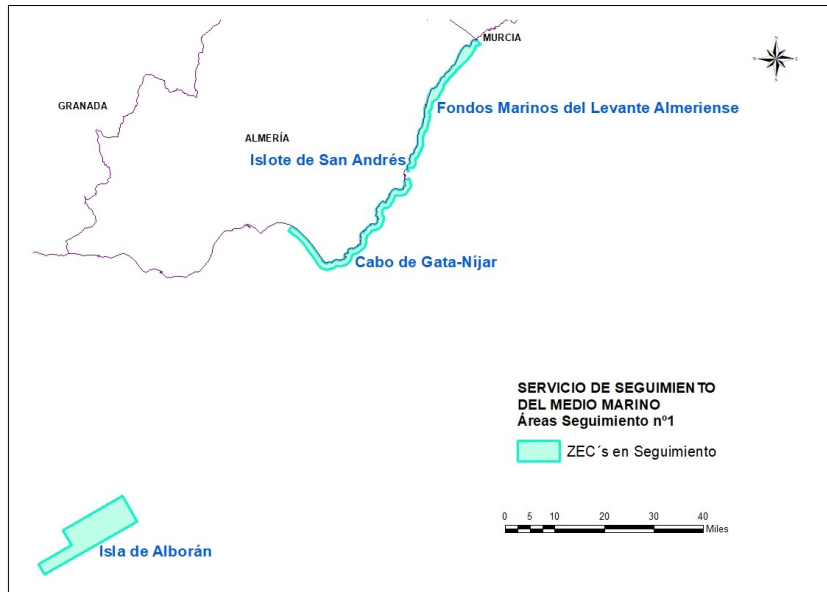 MURCIA
N
W
E
S
GRANADA
Fondos Marinos del Levante Almeriense
ALMERÍA
Islote de San Andrés
Cabo de Gata-Níjar
SERVICIO DE SEGUIMIENTO
DEL MEDIO MARINO
Áreas Seguimiento nº1
ZEC´s en Seguimiento
0 5 10 20 30 40
Miles
Isla de Alborán